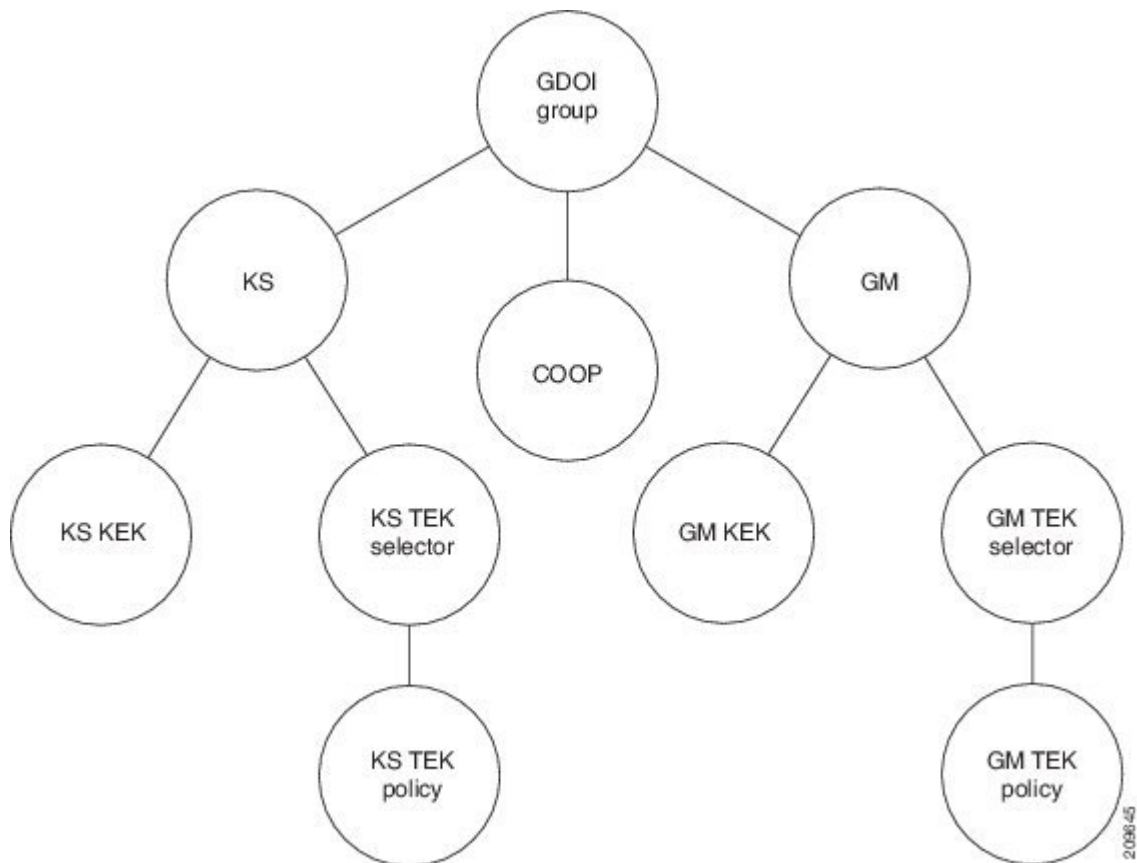 GDOI
group
KS
GM
COOP
KS KEK
KS TEK
selector
GM KEK
GM TEK
selector
KS TEK
policy
GM TEK
policy
209645